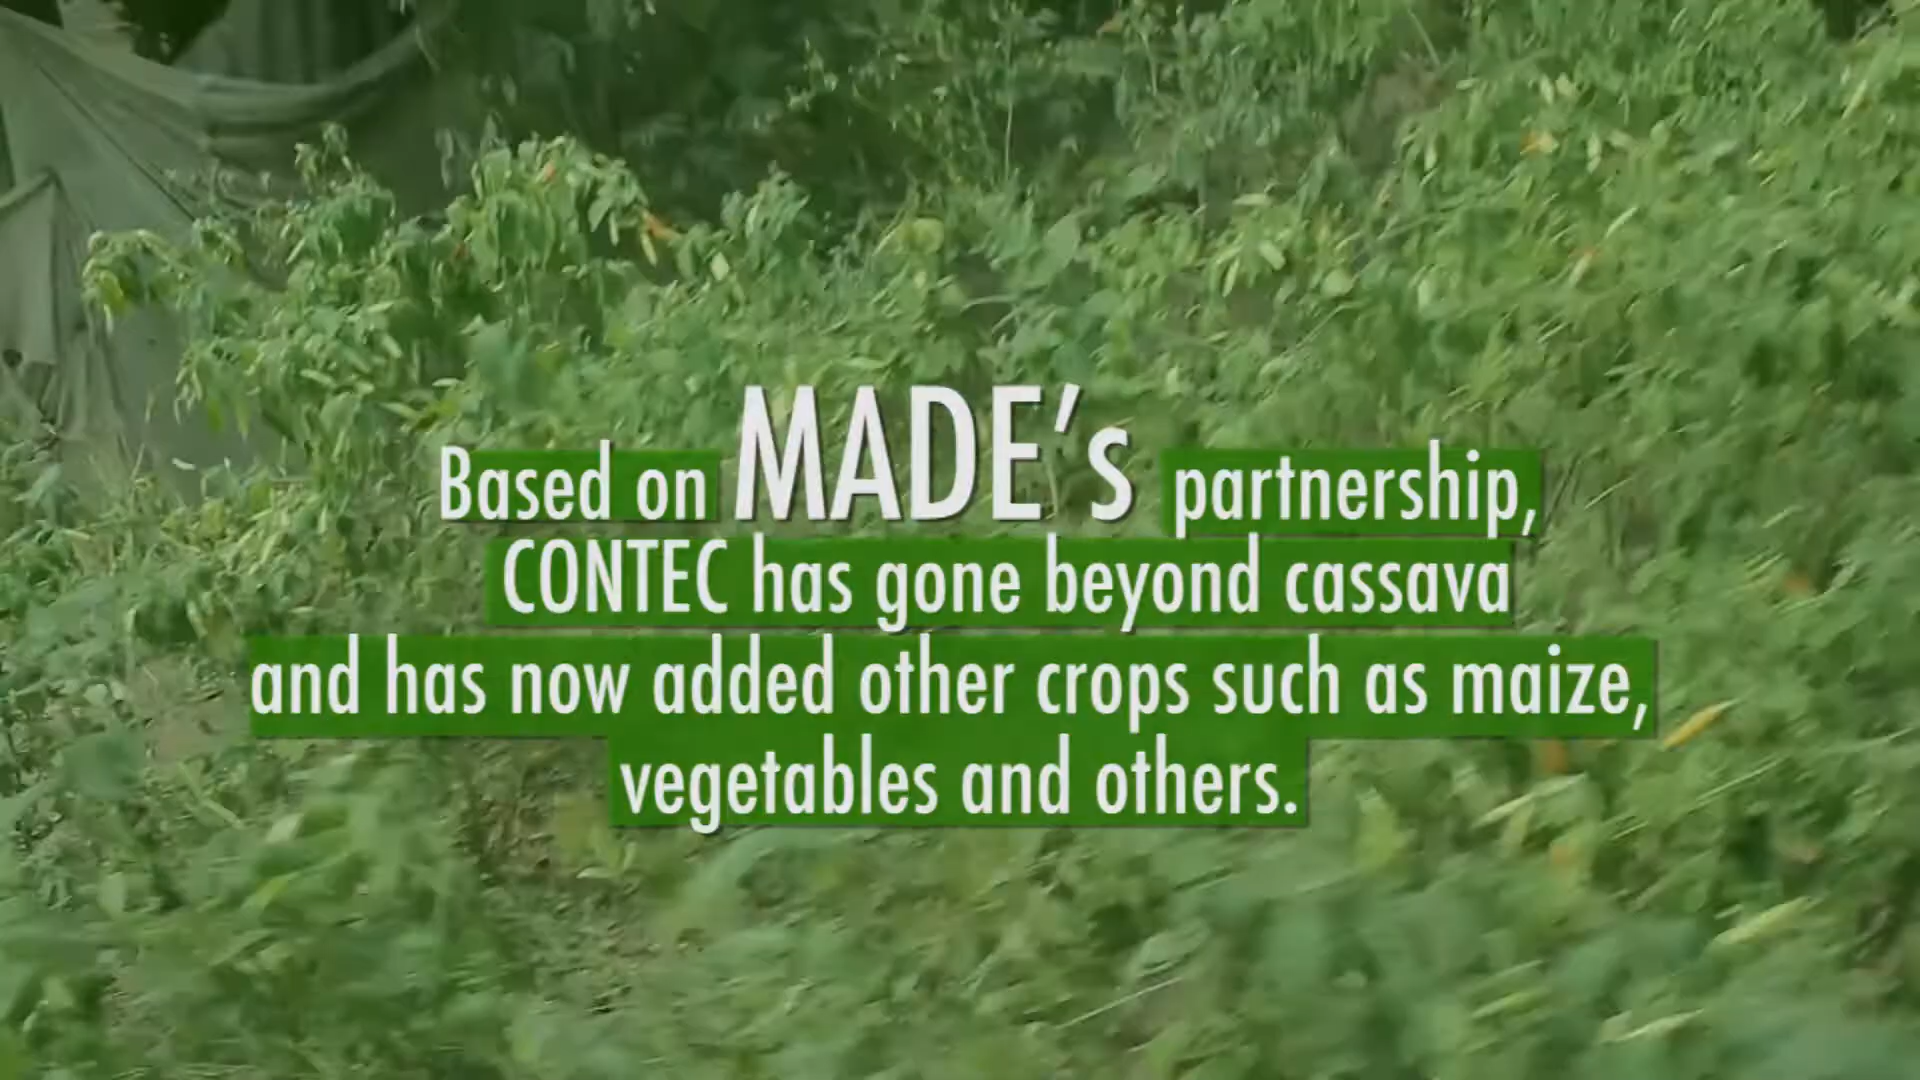 Based on MADE's partnership,
CONTEC has gone beyond cassava
and has now added other crops such as maize,
vegetables and others.